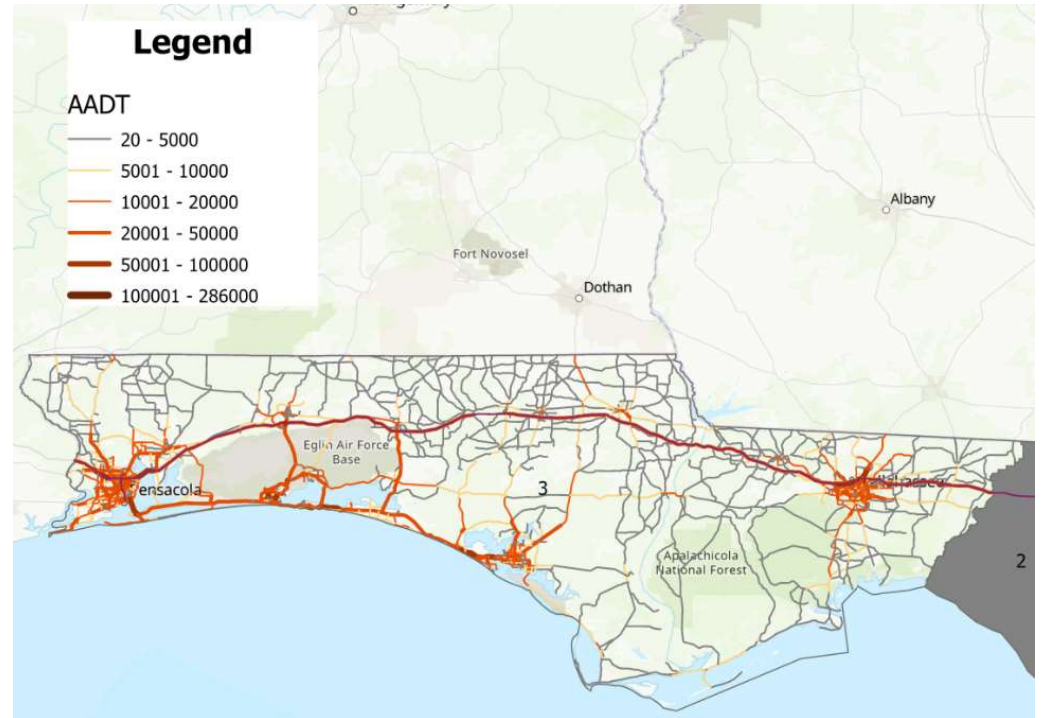 Legend
AADT
20 - 5000
5001 - 10000
10001 - 20000
20001 - 50000
50001 - 100000
100001 - 286000
Albany
Fort Novosel
Dothan
Eglin Air Force
Base
3
Apalachicola
National Forest
2